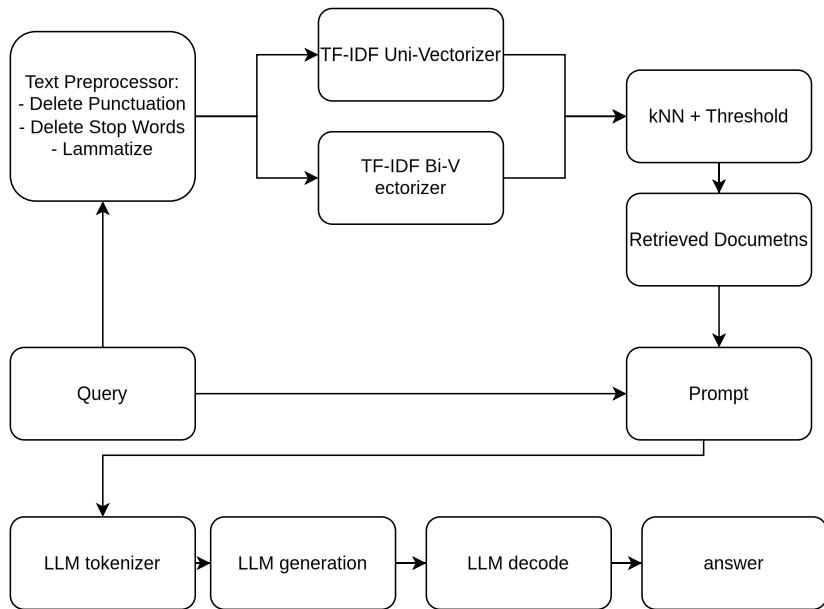 Text Preprocessor:
- Delete Punctuation
- Delete Stop Words
- Lammatize
TF-IDF Uni-Vectorizer
TF-IDF Bi-V
ectorizer
kNN + Threshold
Retrieved Documetns
Query
Prompt
LLM tokenizer
LLM generation
LLM decode
answer